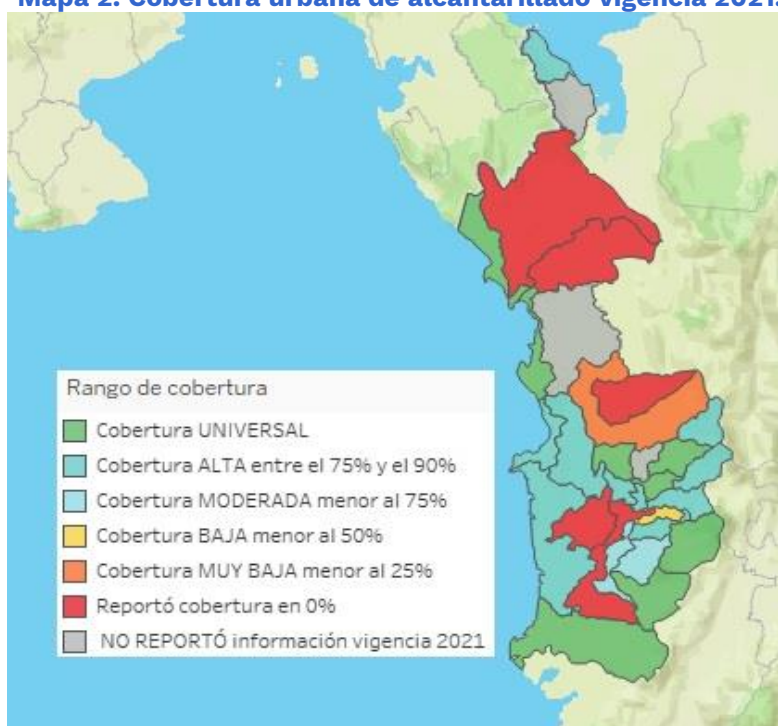 Mapa 2. Cobertura urbana de alcantarillado vigencia 2021.
Rango de cobertura
Cobertura UNIVERSAL
Cobertura ALTA entre el 75% y el 90%
Cobertura MODERADA menor al 75%
Cobertura BAJA menor al 50%
Cobertura MUY BAJA menor al 25%
Reportó cobertura en 0%
NO REPORTÓ información vigencia 2021